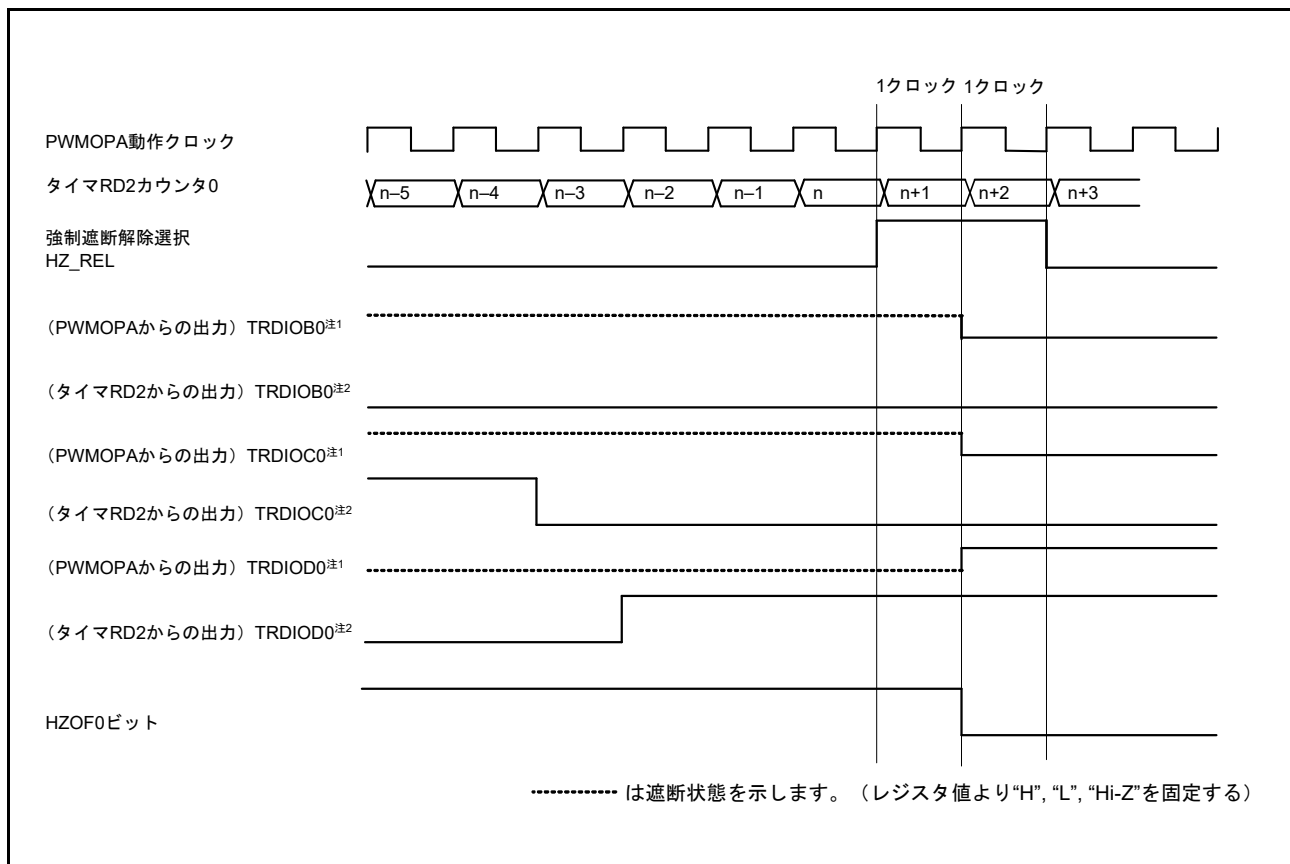 1クロック 1クロック
PWMOPA動作クロック
タイマRD2カウンタ0
n–5 n–4 n–3 n–2 n–1 n n+1 n+2 n+3
強制遮断解除選択
HZ_REL
（PWMOPAからの出力）TRDIOB0注1
（タイマRD2からの出力）TRDIOB0注2
（PWMOPAからの出力）TRDIOC0注1
（タイマRD2からの出力）TRDIOC0注2
（PWMOPAからの出力）TRDIOD0注1
（タイマRD2からの出力）TRDIOD0注2
HZOF0ビット
は遮断状態を示します。（レジスタ値より“H”, “L”, “Hi-Z”を固定する）